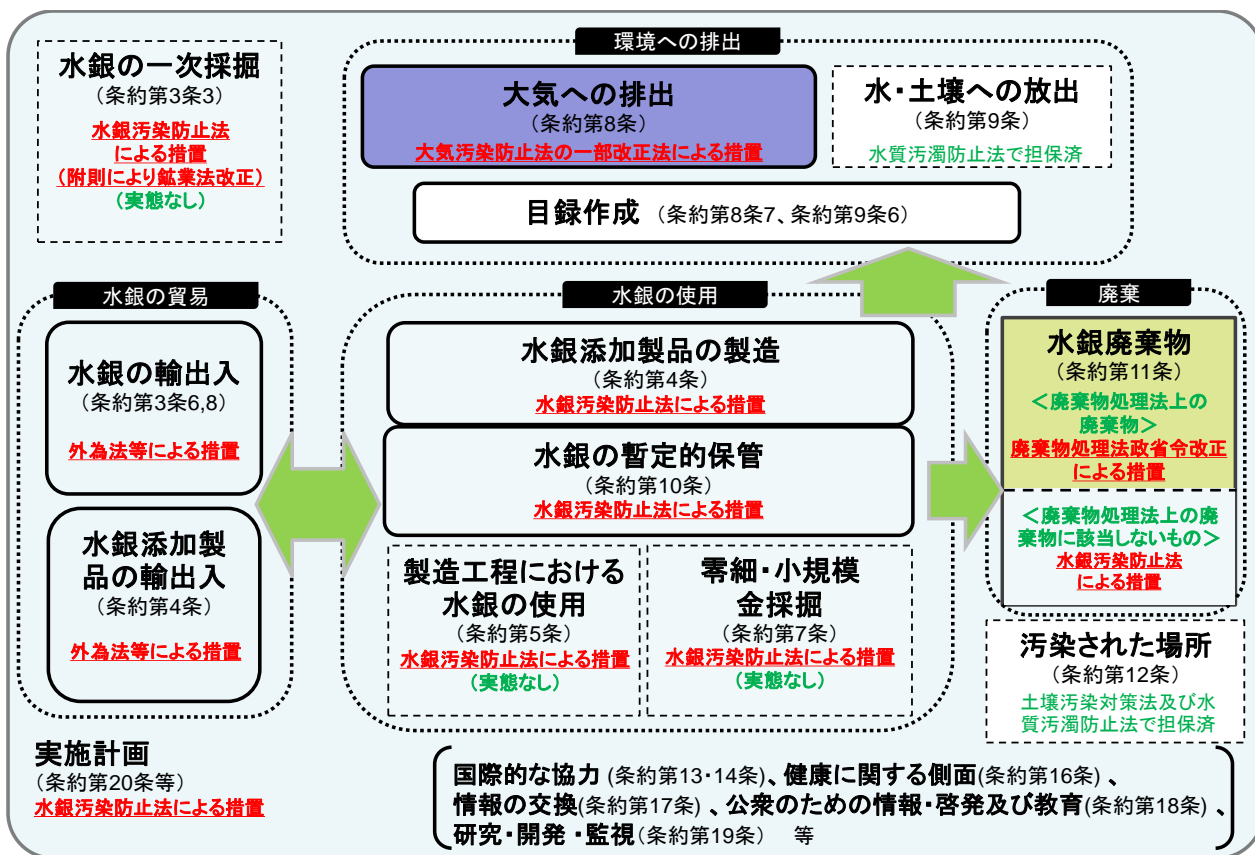 水銀の一次採掘
（条約第3条3）
水銀汚染防止法
による措置
（附則により鉱業法改正）
（実態なし）
環境への排出
大気への排出
（条約第8条）
大気汚染防止法の一部改正法による措置
水・土壌への放出
（条約第9条）
水質汚濁防止法で担保済
目録作成 （条約第8条7、条約第9条6）
水銀の貿易
水銀の輸出入
（条約第3条6,8）
外為法等による措置
水銀添加製
品の輸出入
（条約第4条）
外為法等による措置
水銀の使用
水銀添加製品の製造
（条約第4条）
水銀汚染防止法による措置
水銀の暫定的保管
（条約第10条）
水銀汚染防止法による措置
製造工程における
水銀の使用
（条約第5条）
水銀汚染防止法による措置
（実態なし）
零細・小規模
金採掘
（条約第7条）
水銀汚染防止法による措置
（実態なし）
廃棄
水銀廃棄物
（条約第11条）
＜廃棄物処理法上の
廃棄物＞
廃棄物処理法政省令改正
による措置
＜廃棄物処理法上の廃
棄物に該当しないもの＞
水銀汚染防止法
による措置
汚染された場所
（条約第12条）
土壌汚染対策法及び水
質汚濁防止法で担保済
実施計画
（条約第20条等）
水銀汚染防止法による措置
国際的な協力 (条約第13・14条)、健康に関する側面(条約第16条) 、
情報の交換(条約第17条) 、公衆のための情報・啓発及び教育(条約第18条) 、
研究・開発 ・監視(条約第19条)　等